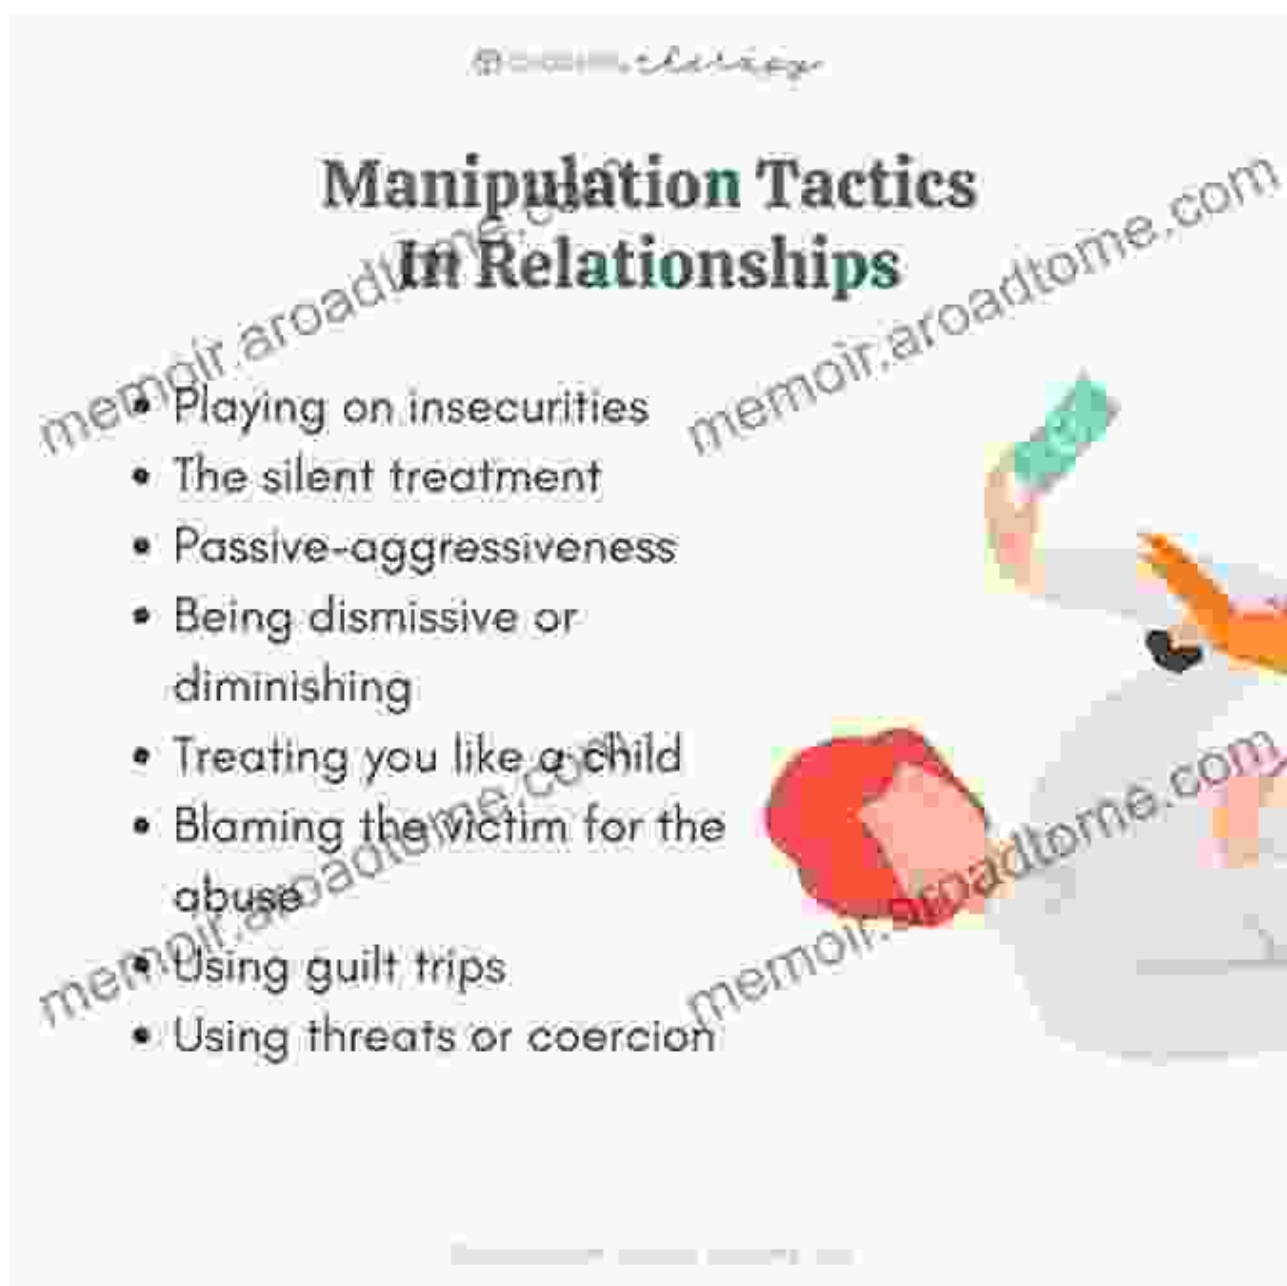 therapy
Manipulation Tactics
In Relationships
memoir.aroadtome.com
memoir.aroadtome.com
• Playing on insecurities
• The silent treatment
• Passive-aggressiveness
• Being dismissive or
diminishing
• Treating you like a child
• Blaming the victim for the
abuse
• Using guilt trips
• Using threats or coercion
memoir.aroadtome.com
memoir.aroadtome.com